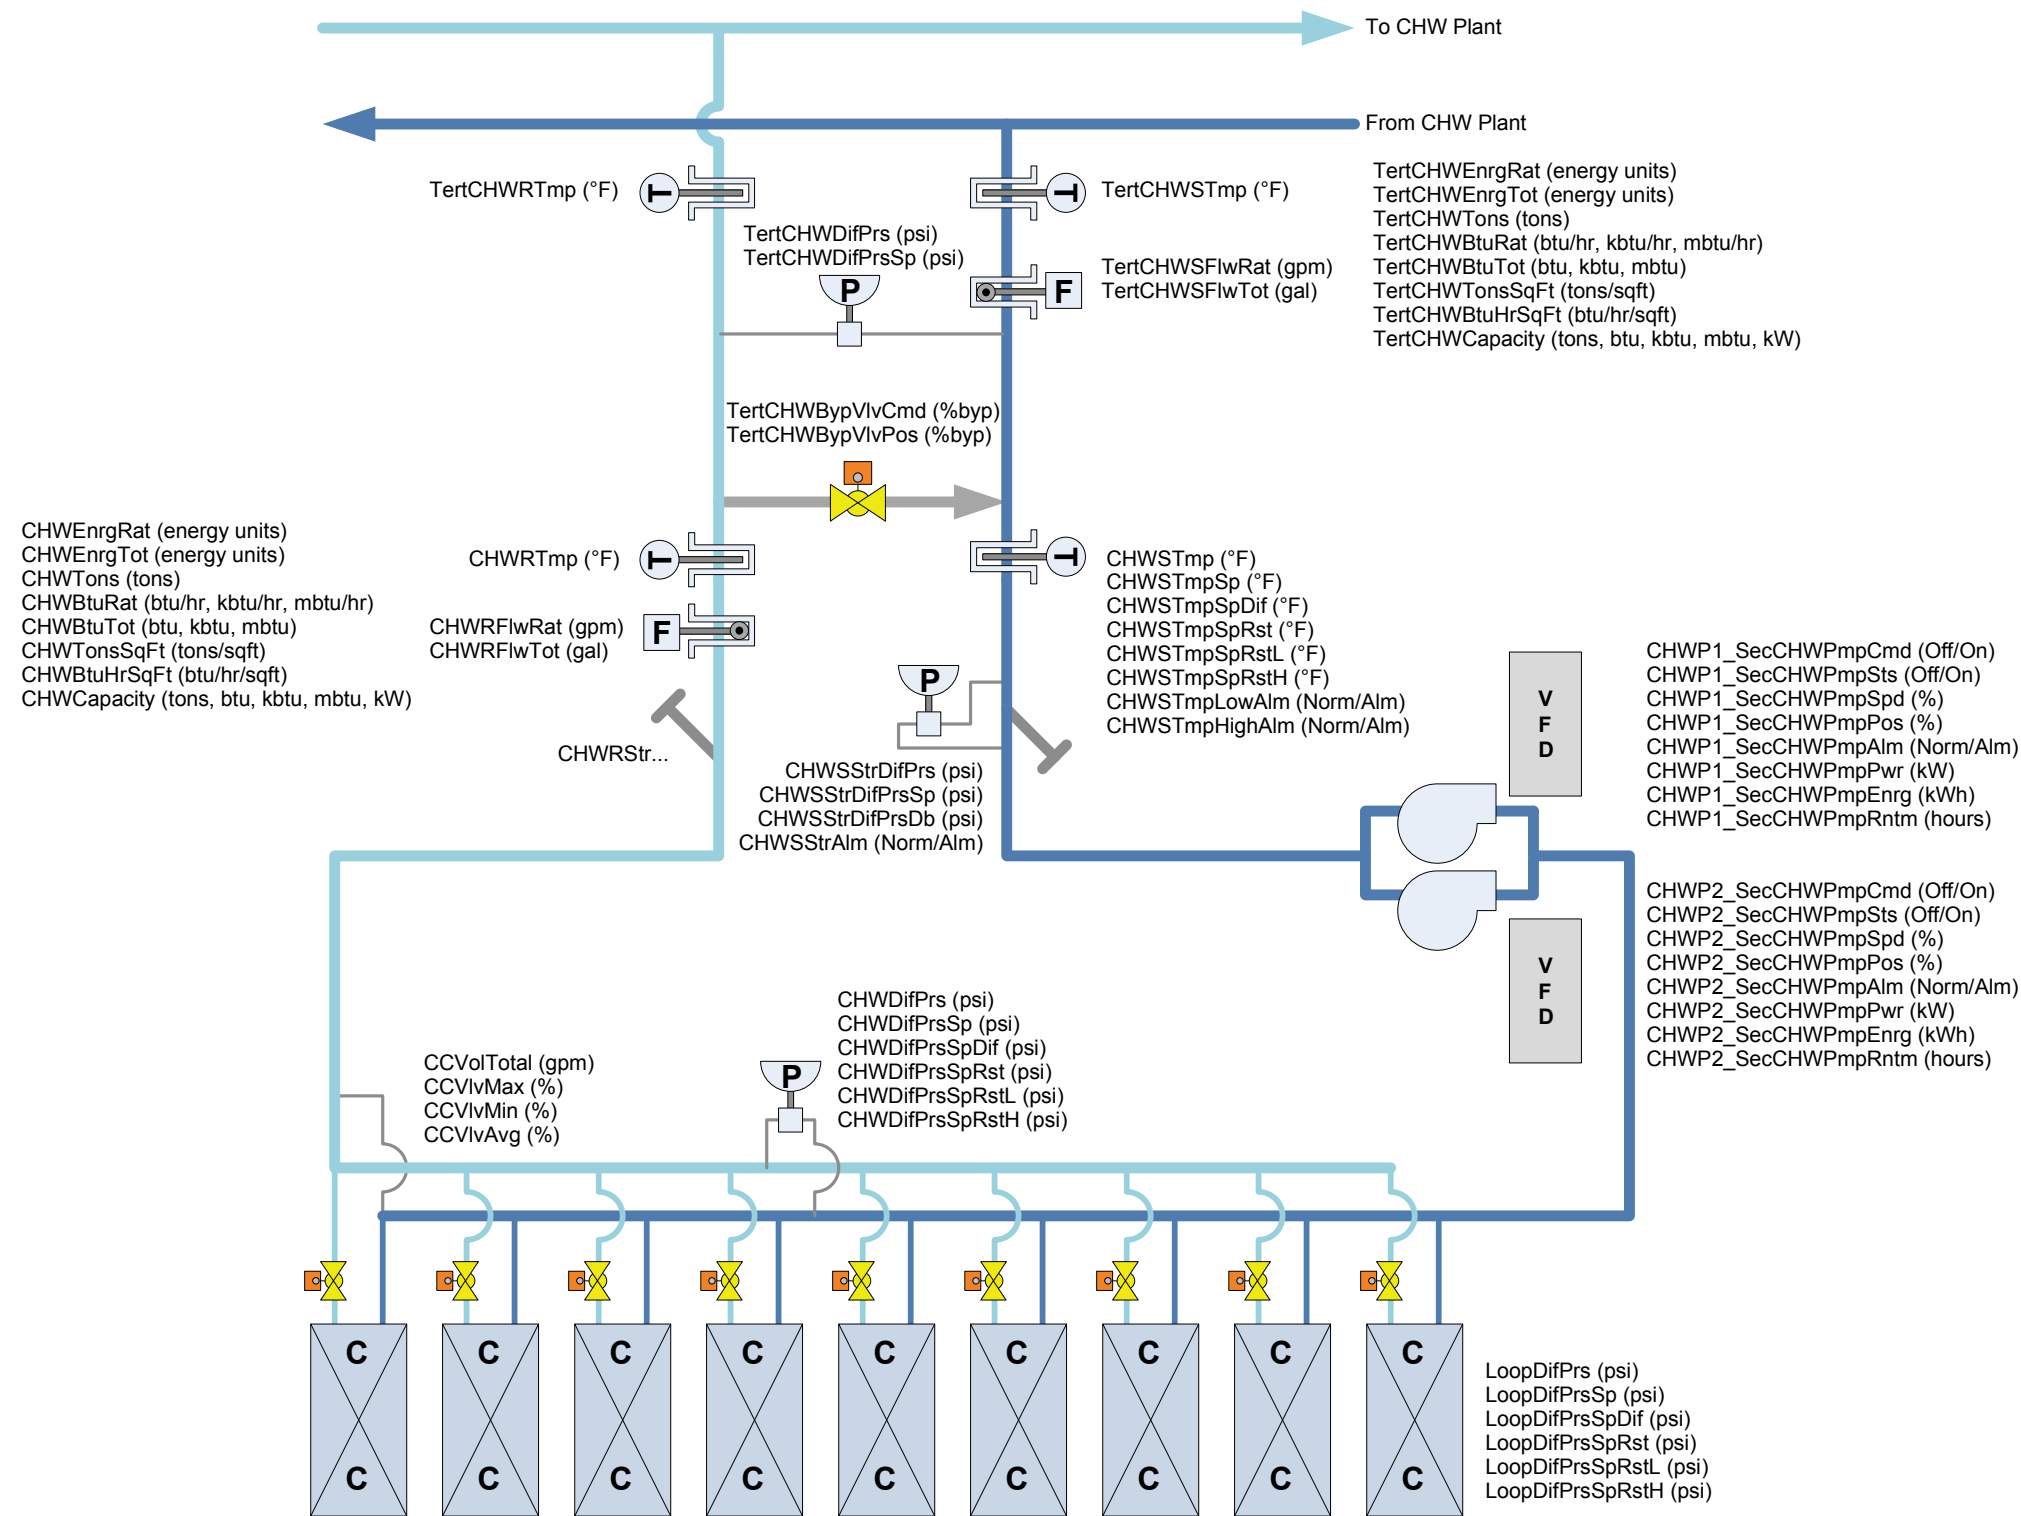 To CHW Plant
From CHW Plant
TertCHWRTmp (°F)
T
T
TertCHWSTmp (°F)
TertCHWEnrgRat (energy units)
TertCHWEnrgTot (energy units)
TertCHWTons (tons)
TertCHWBtuRat (btu/hr, kbtu/hr, mbtu/hr)
TertCHWBtuTot (btu, kbtu, mbtu)
TertCHWTonsSqFt (tons/sqft)
TertCHWBtuHrSqFt (btu/hr/sqft)
TertCHWCapacity (tons, btu, kbtu, mbtu, kW)
TertCHWDifPrs (psi)
TertCHWDifPrsSp (psi)
P
F
TertCHWSFlwRat (gpm)
TertCHWSFlwTot (gal)
TertCHWBypVlvCmd (%byp)
TertCHWBypVlvPos (%byp)
CHWEnrgRat (energy units)
CHWEnrgTot (energy units)
CHWTons (tons)
CHWBtuRat (btu/hr, kbtu/hr, mbtu/hr)
CHWBtuTot (btu, kbtu, mbtu)
CHWTonsSqFt (tons/sqft)
CHWBtuHrSqFt (btu/hr/sqft)
CHWCapacity (tons, btu, kbtu, mbtu, kW)
CHWRTmp (°F)
T
CHWRFlwRat (gpm)
CHWRFlwTot (gal)
F
CHWRStr...
T
CHWSTmp (°F)
CHWSTmpSp (°F)
CHWSTmpSpDif (°F)
CHWSTmpSpRst (°F)
CHWSTmpSpRstL (°F)
CHWSTmpSpRstH (°F)
CHWSTmpLowAlm (Norm/Alm)
CHWSTmpHighAlm (Norm/Alm)
P
CHWSStrDifPrs (psi)
CHWSStrDifPrsSp (psi)
CHWSStrDifPrsDb (psi)
CHWSStrAlm (Norm/Alm)
V
F
D
CHWP1_SecCHWPmpCmd (Off/On)
CHWP1_SecCHWPmpSts (Off/On)
CHWP1_SecCHWPmpSpd (%)
CHWP1_SecCHWPmpPos (%)
CHWP1_SecCHWPmpAlm (Norm/Alm)
CHWP1_SecCHWPmpPwr (kW)
CHWP1_SecCHWPmpEnrg (kWh)
CHWP1_SecCHWPmpRntm (hours)
V
F
D
CHWP2_SecCHWPmpCmd (Off/On)
CHWP2_SecCHWPmpSts (Off/On)
CHWP2_SecCHWPmpSpd (%)
CHWP2_SecCHWPmpPos (%)
CHWP2_SecCHWPmpAlm (Norm/Alm)
CHWP2_SecCHWPmpPwr (kW)
CHWP2_SecCHWPmpEnrg (kWh)
CHWP2_SecCHWPmpRntm (hours)
CCVolTotal (gpm)
CCVlvMax (%)
CCVlvMin (%)
CCVlvAvg (%)
P
CHWDifPrs (psi)
CHWDifPrsSp (psi)
CHWDifPrsSpDif (psi)
CHWDifPrsSpRst (psi)
CHWDifPrsSpRstL (psi)
CHWDifPrsSpRstH (psi)
C C C C C C C C C
C C C C C C C C C
LoopDifPrs (psi)
LoopDifPrsSp (psi)
LoopDifPrsSpDif (psi)
LoopDifPrsSpRst (psi)
LoopDifPrsSpRstL (psi)
LoopDifPrsSpRstH (psi)